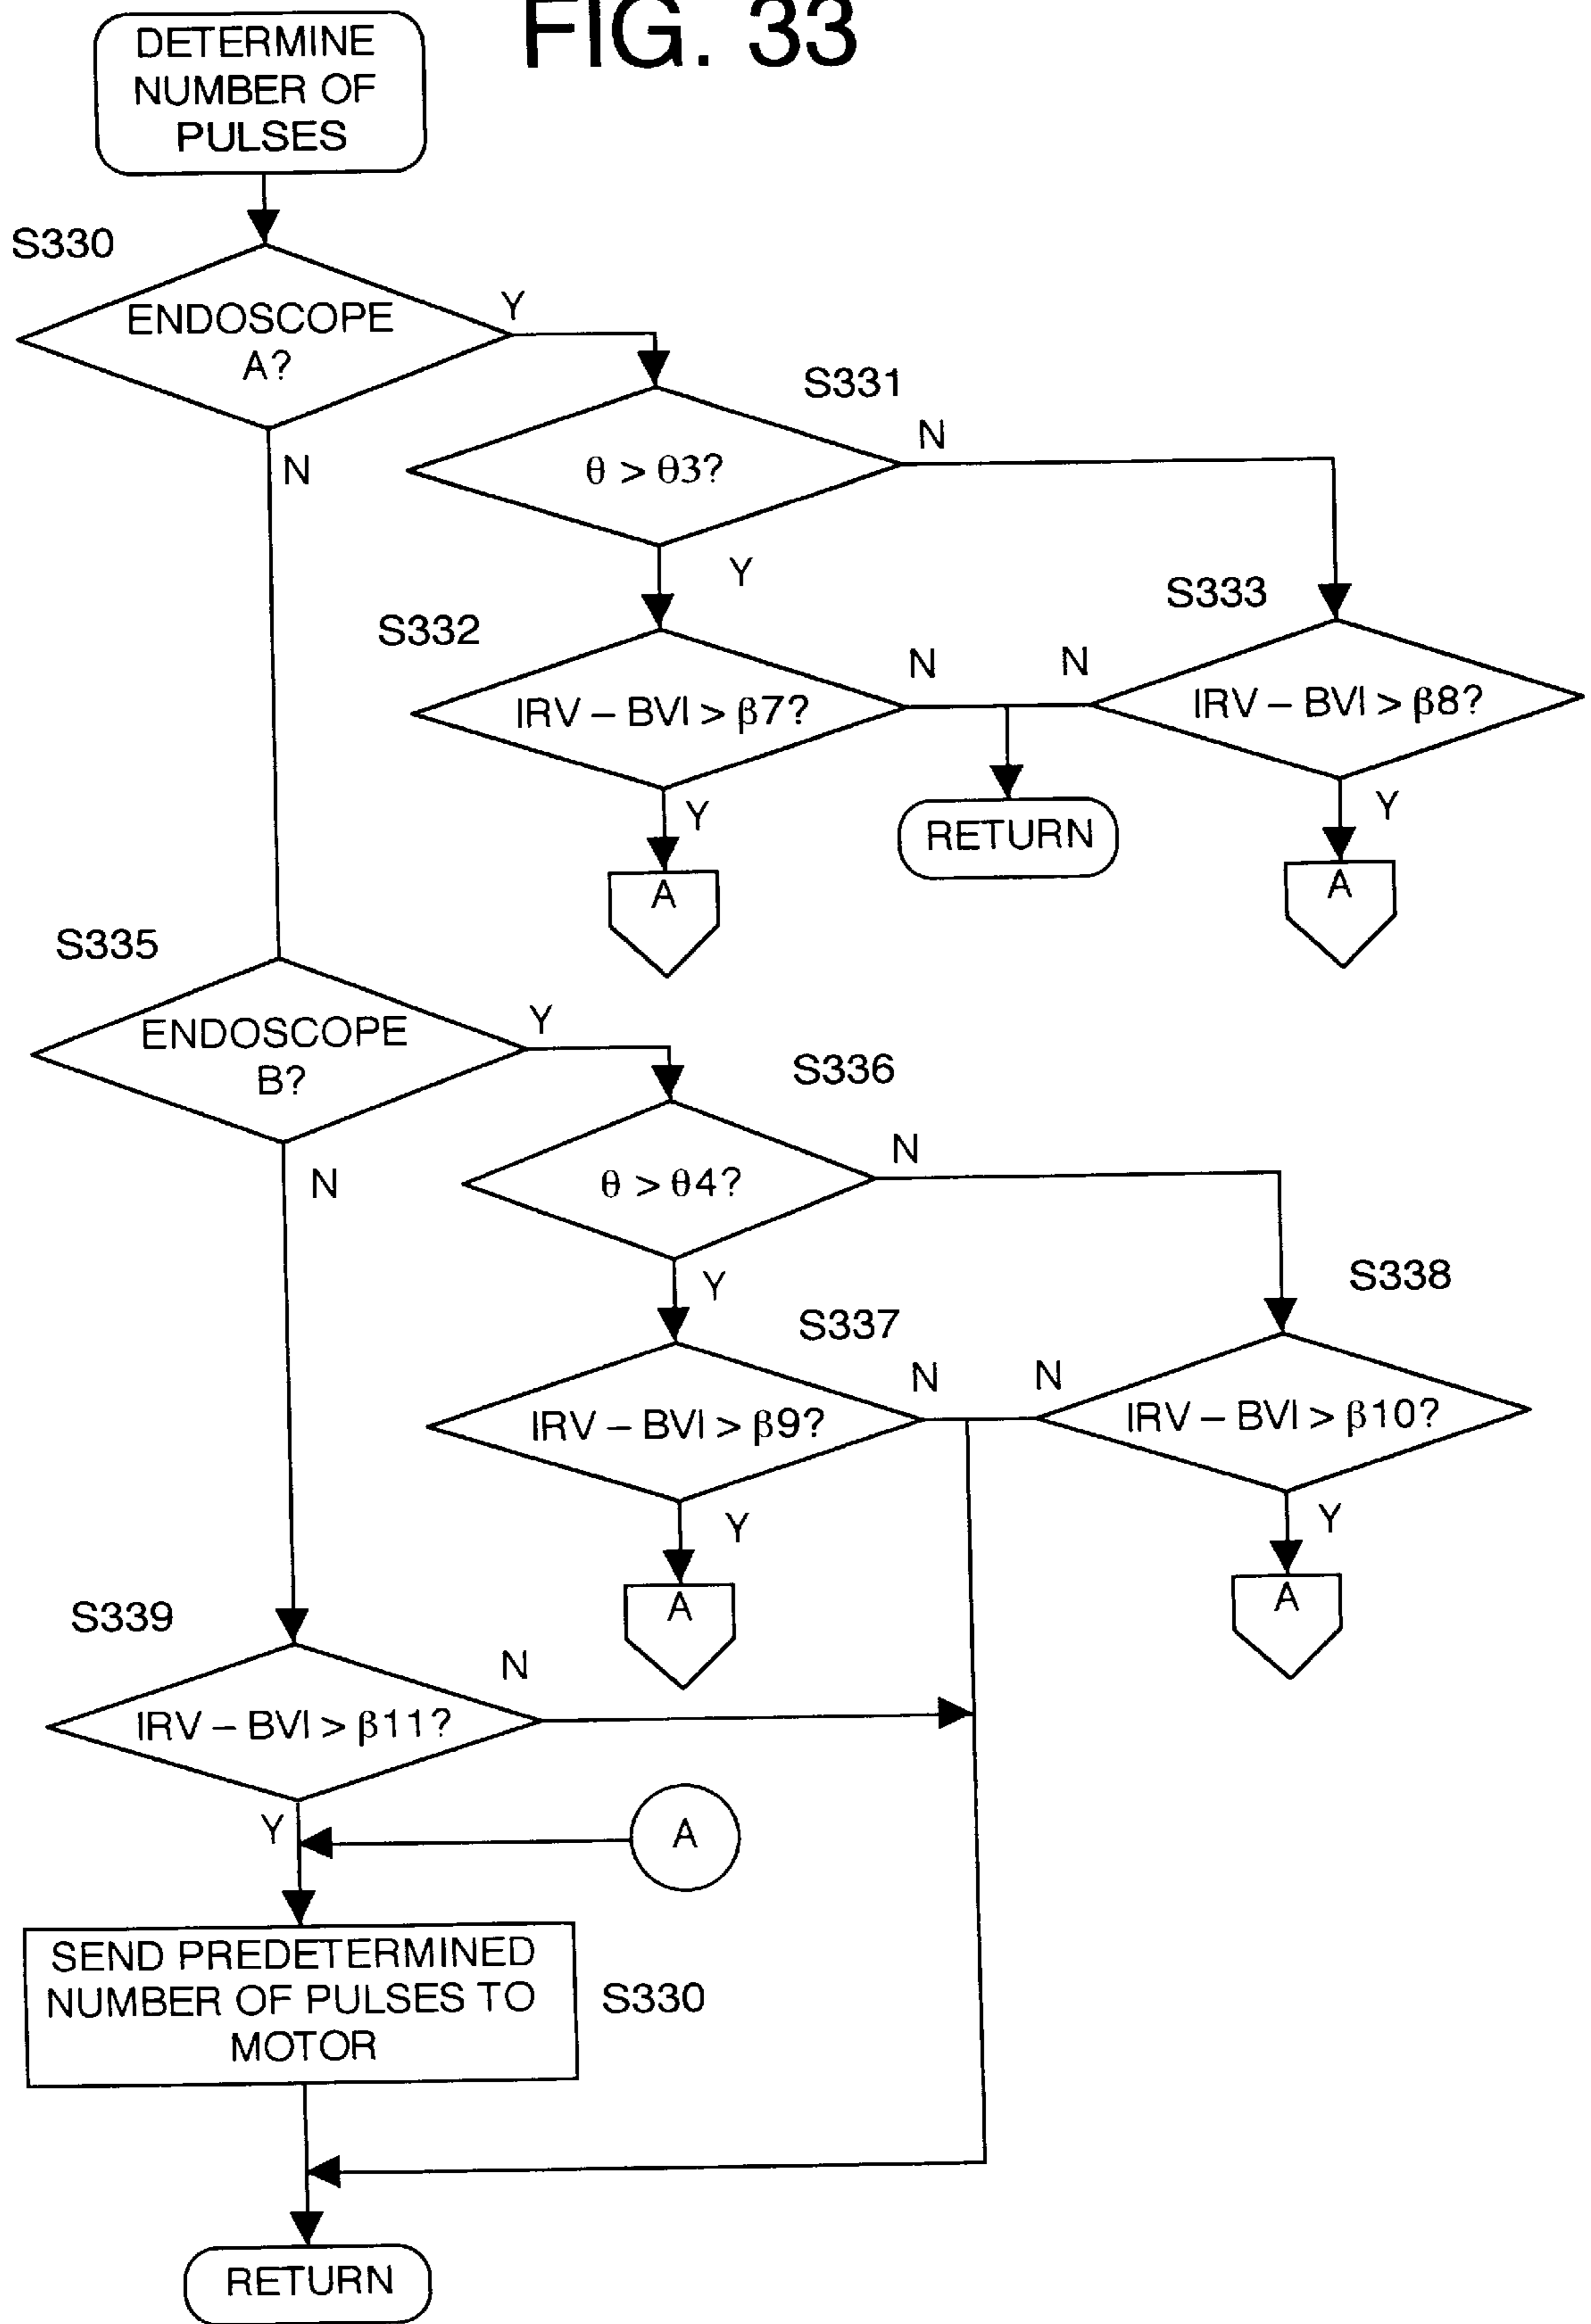 FIG. 33
DETERMINE
NUMBER OF
PULSES
S330
ENDOSCOPE
A?
Y
N
S331
θ > θ3?
N
Y
S332
IRV – BVI > β7?
N
Y
S333
N
IRV – BVI > β8?
Y
RETURN
A
A
S335
ENDOSCOPE
B?
Y
N
S336
θ > θ4?
N
Y
S337
IRV – BVI > β9?
N
Y
S338
N
IRV – BVI > β10?
Y
A
A
S339
IRV – BVI > β11?
N
Y
A
SEND PREDETERMINED
NUMBER OF PULSES TO
MOTOR
S330
RETURN